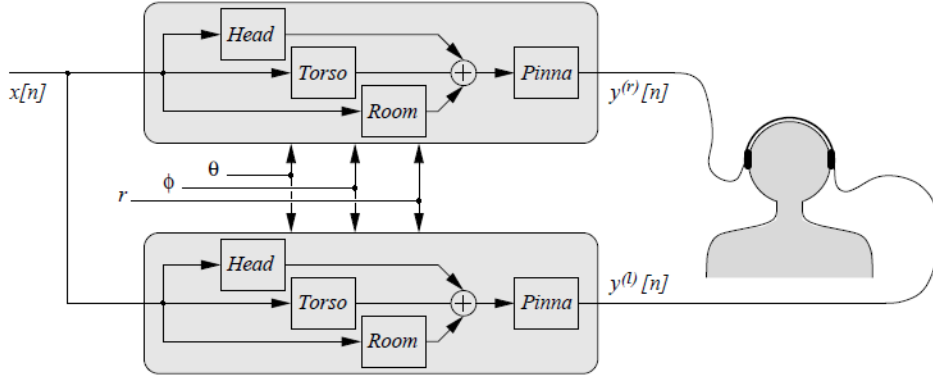 Head
Torso
Room
+
Pinna
x[n]
y(r)[n]
θ
ϕ
r
Head
Torso
Room
+
Pinna
y(l)[n]